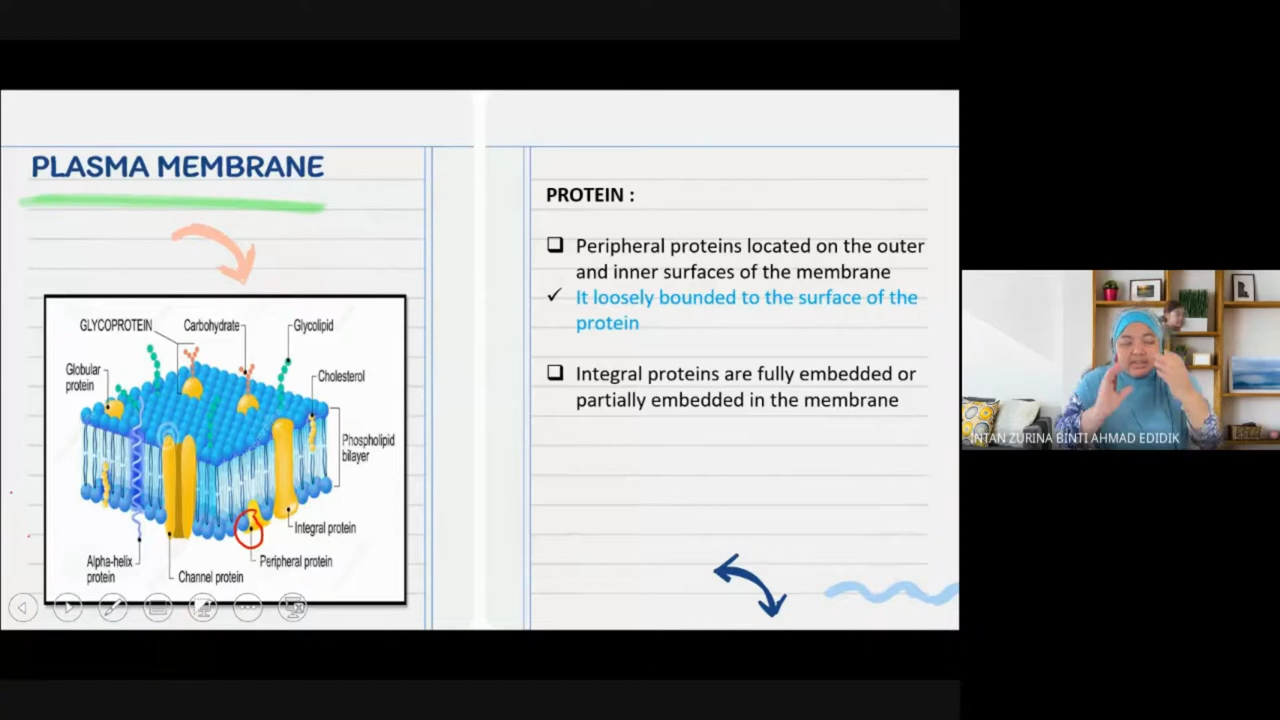 PLASMA MEMBRANE
GLYCOPROTEIN
Carbohydrate
Glycolipid
Globular
protein
Cholesterol
Phospholipid
bilayer
Integral protein
Peripheral protein
Alpha-helix
protein
Channel protein
PROTEIN :
Peripheral proteins located on the outer
and inner surfaces of the membrane
It loosely bounded to the surface of the
protein
Integral proteins are fully embedded or
partially embedded in the membrane
INTAN ZURINA BINTI AHMAD EDIDIK